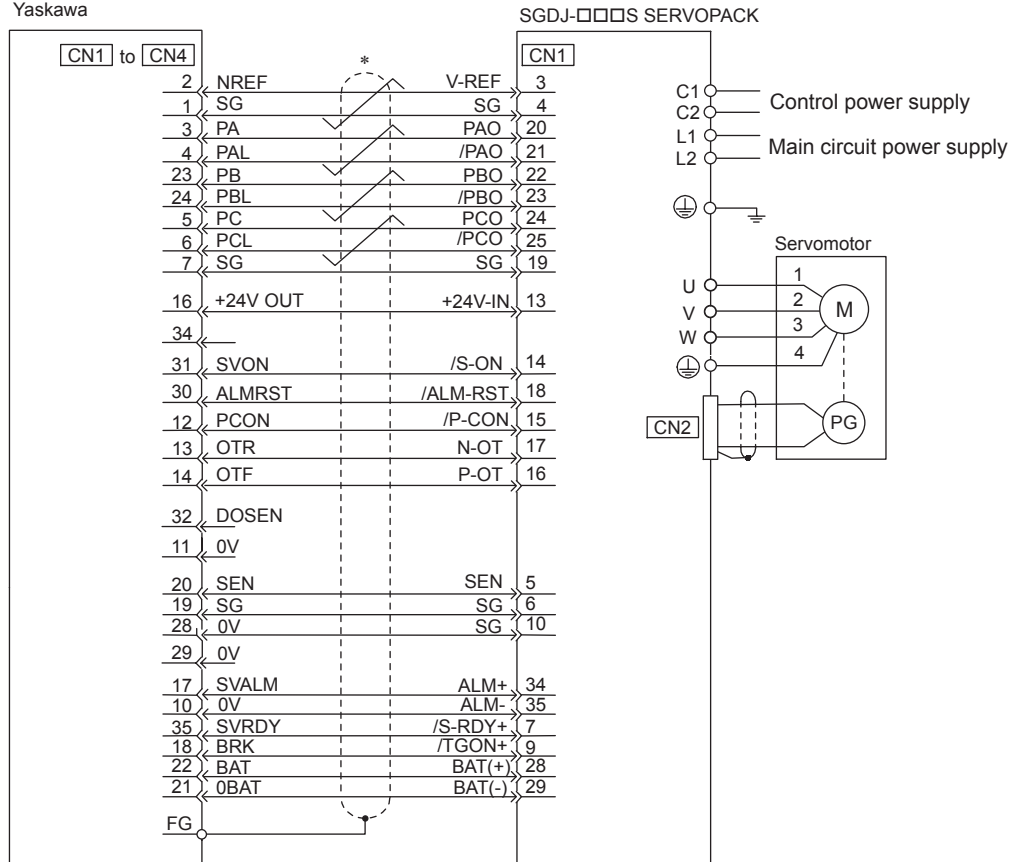 Yaskawa
SGDJ-□□□S SERVOPACK
CN1 to CN4
*
CN1
2 NREF V-REF 3
1 SG SG 4
3 PA PAO 20
4 PAL /PAO 21
23 PB PBO 22
24 PBL /PBO 23
5 PC PCO 24
6 PCL /PCO 25
7 SG SG 19
16 +24V OUT +24V-IN 13
34
31 SVON /S-ON 14
30 ALMRST /ALM-RST 18
12 PCON /P-CON 15
13 OTR N-OT 17
14 OTF P-OT 16
32 DOSEN
11 0V
20 SEN SEN 5
19 SG SG 6
28 0V SG 10
29 0V
17 SVALM ALM+ 34
10 0V ALM- 35
35 SVRDY /S-RDY+ 7
18 BRK /TGON+ 9
22 BAT BAT(+) 28
21 0BAT BAT(-) 29
FG
C1
C2
Control power supply
L1
L2
Main circuit power supply
Servomotor
U 1
V 2
W 3
4
M
CN2
PG